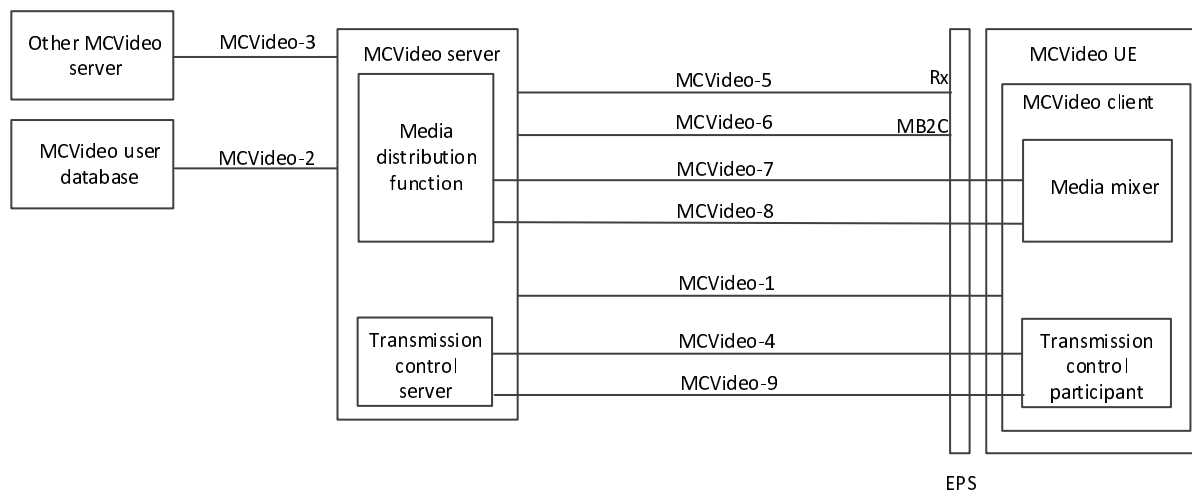 Other MCVideo
server
MCVideo-3
MCVideo user
database
MCVideo-2
MCVideo server
Media
distribution
function
Transmission
control
server
MCVideo-5
Rx
MCVideo-6
MB2C
MCVideo-7
MCVideo-8
MCVideo-1
MCVideo-4
MCVideo-9
EPS
MCVideo UE
MCVideo client
Media mixer
Transmission
control
participant